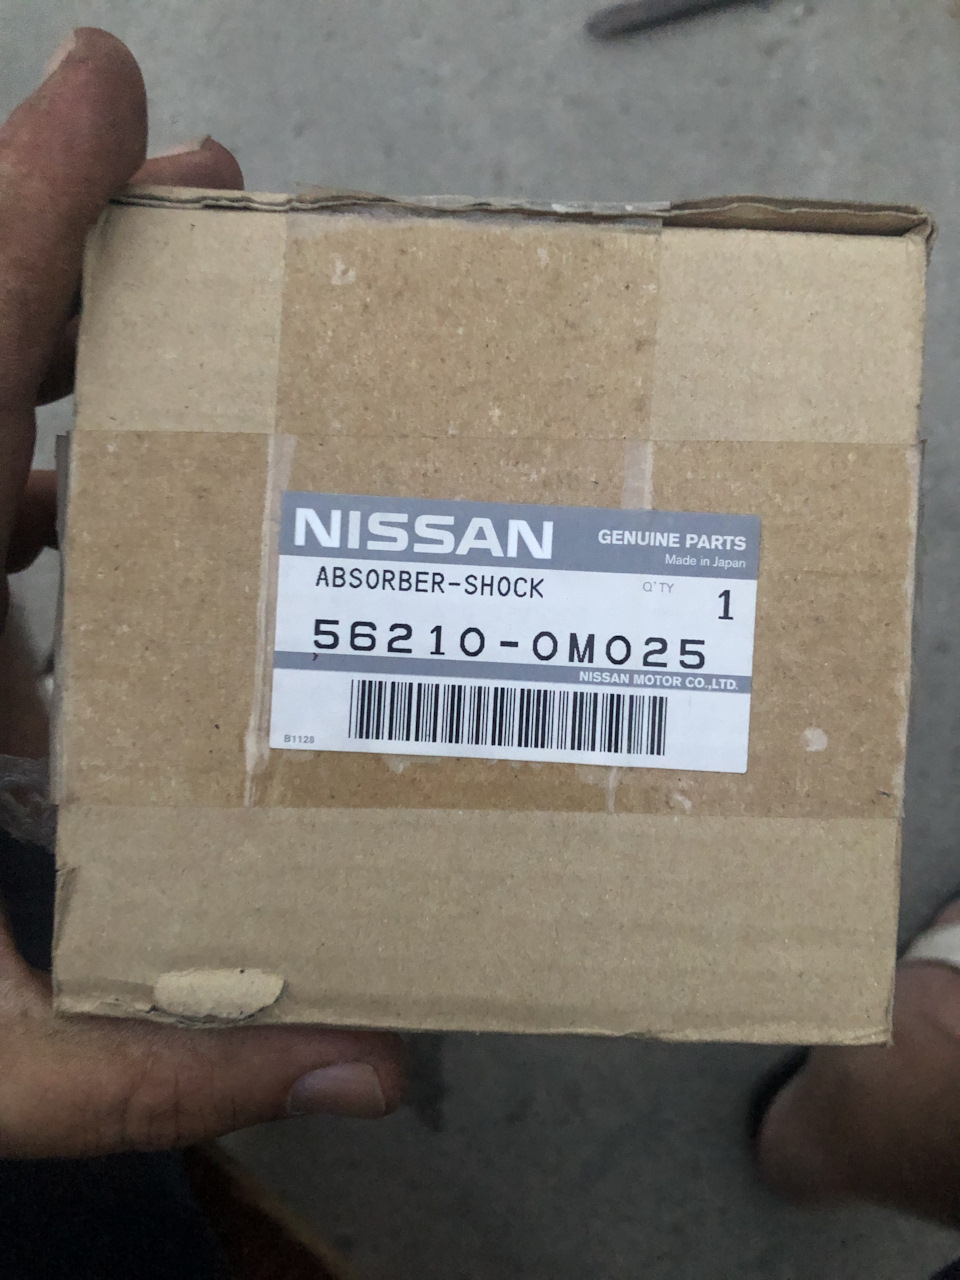 NISSAN GENUINE PARTS
Made in Japan
ABSORBER-SHOCK Q'TY 1
56210-0M025
NISSAN MOTOR CO.,LTD.
B1128